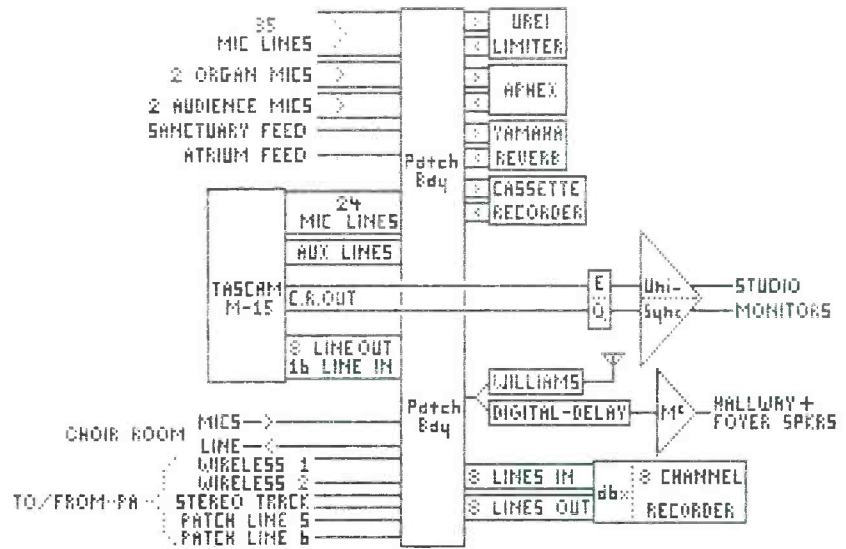 35
MIC LINES
2 ORGAN MICS
2 AUDIENCE MICS
SANCTUARY FEED
ATRIUM FEED
UREI
LIMITER
APHEX
YAMAHA
REVERB
CASSETTE
RECORDER
Patch
Bay
24
MIC LINES
AUX LINES
TASCAM
M-15
C.R.OUT
8 LINE OUT
16 LINE IN
E
Q
Uni-
Sync
STUDIO
MONITORS
WILLIAMS
DIGITAL-DELAY
Mc
HALLWAY +
FOYER SPKRS
Patch
Bay
CHOIR ROOM
MICS
LINE
TO/FROM-PA
WIRELESS 1
WIRELESS 2
STEREO TRACK
PATCH LINE 5
PATCH LINE 6
8 LINES IN
8 LINES OUT
dbx
8 CHANNEL
RECORDER